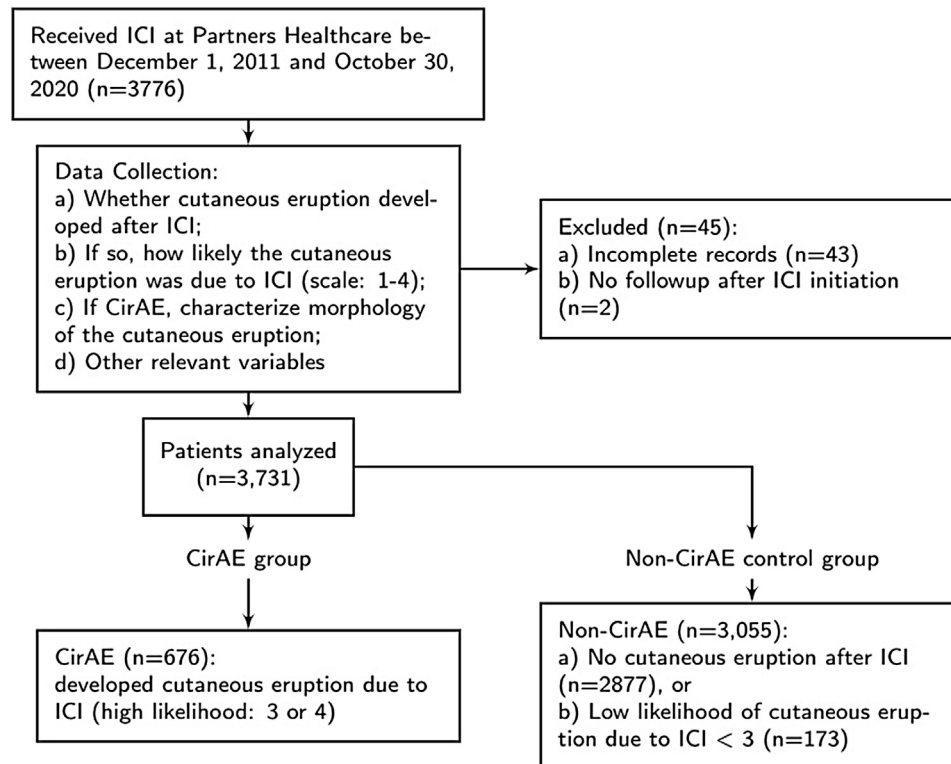 Received ICI at Partners Healthcare be-
tween December 1, 2011 and October 30,
2020 (n=3776)
Data Collection:
a) Whether cutaneous eruption devel-
oped after ICI;
b) If so, how likely the cutaneous
eruption was due to ICI (scale: 1-4);
c) If CirAE, characterize morphology
of the cutaneous eruption;
d) Other relevant variables
Excluded (n=45):
a) Incomplete records (n=43)
b) No followup after ICI initiation
(n=2)
Patients analyzed
(n=3,731)
CirAE group
Non-CirAE control group
CirAE (n=676):
developed cutaneous eruption due to
ICI (high likelihood: 3 or 4)
Non-CirAE (n=3,055):
a) No cutaneous eruption after ICI
(n=2877), or
b) Low likelihood of cutaneous erup-
tion due to ICI < 3 (n=173)